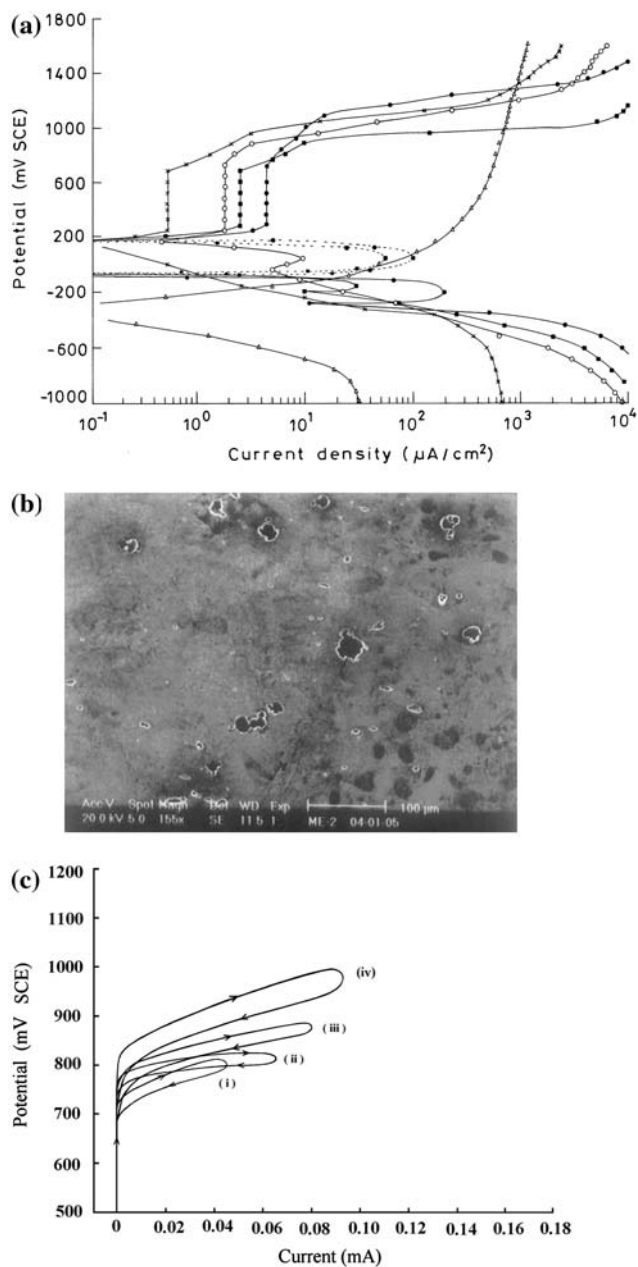 (a)
1800
1400
1000
600
200
-200
-600
-1000
Potential (mV SCE)
10-1 100 101 102 103 104
Current density (µA/cm2)
(b)
Acc.V Spot Magn Det WD Exp
20.0 kV 5.0 155x SE 11.5 1 ME-2 04-01-05
100 µm
(c)
1200
1100
1000
900
800
700
600
500
Potential (mV SCE)
(iv)
(iii)
(ii)
(i)
0 0.02 0.04 0.06 0.08 0.10 0.12 0.14 0.16 0.18
Current (mA)